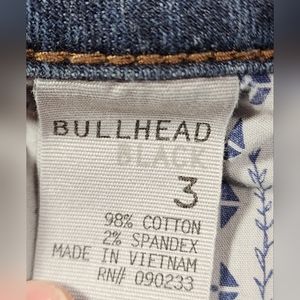 BULLHEAD
BLACK
3
98% COTTON
2% SPANDEX
MADE IN VIETNAM
RN// 090233